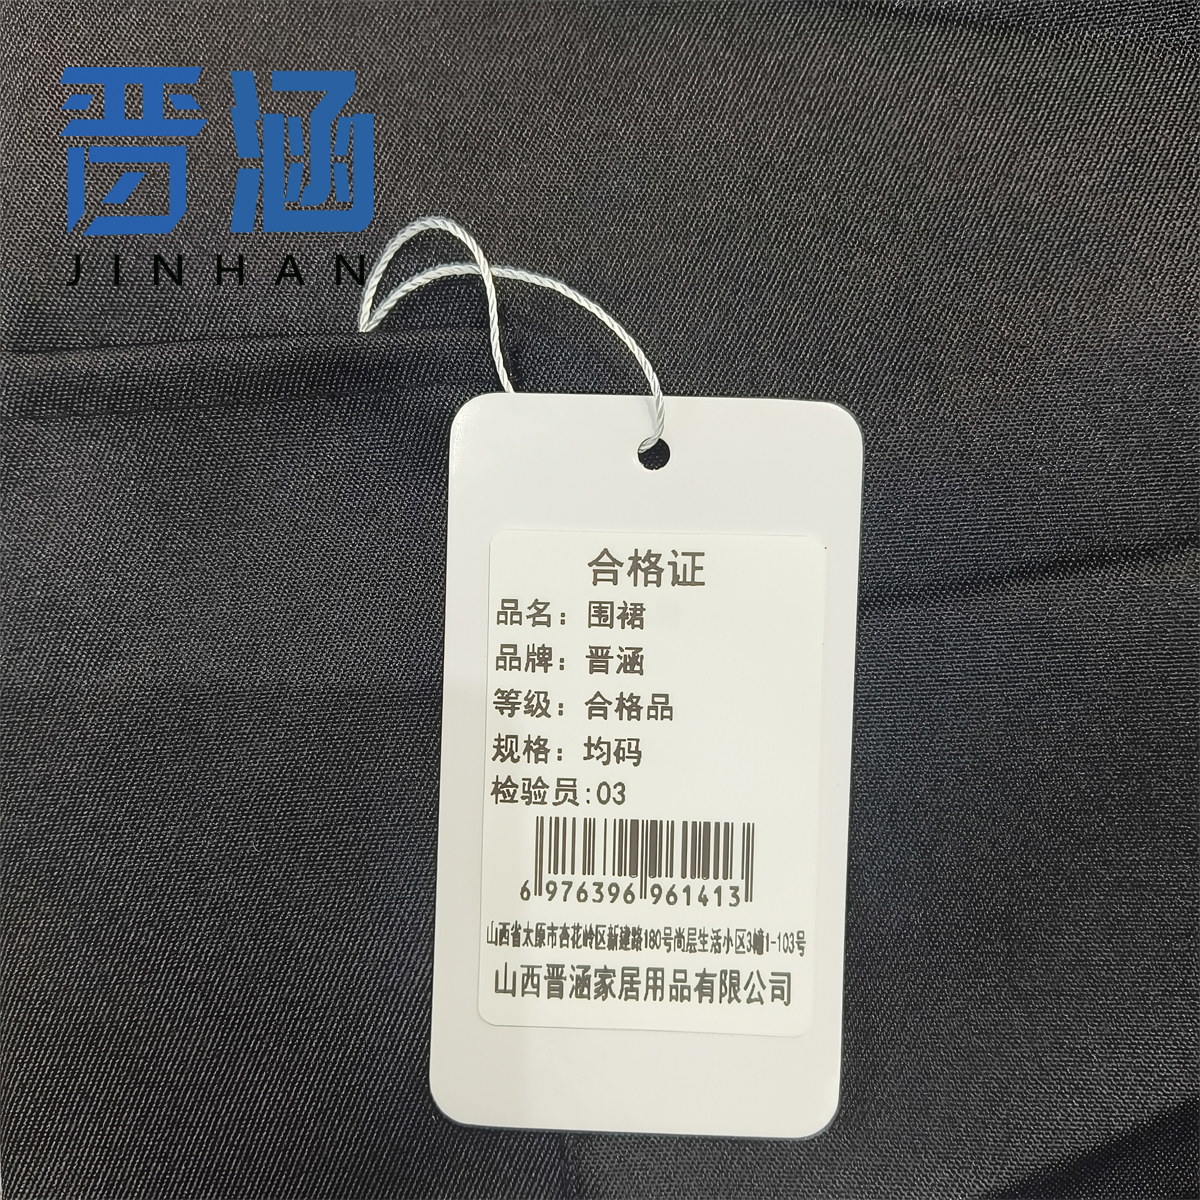 晋涵
JINHAN
合格证
品名：围裙
品牌：晋涵
等级：合格品
规格：均码
检验员:03
6 976396 961413
山西省太原市杏花岭区新建路180号尚层生活小区3幢1-103号
山西晋涵家居用品有限公司